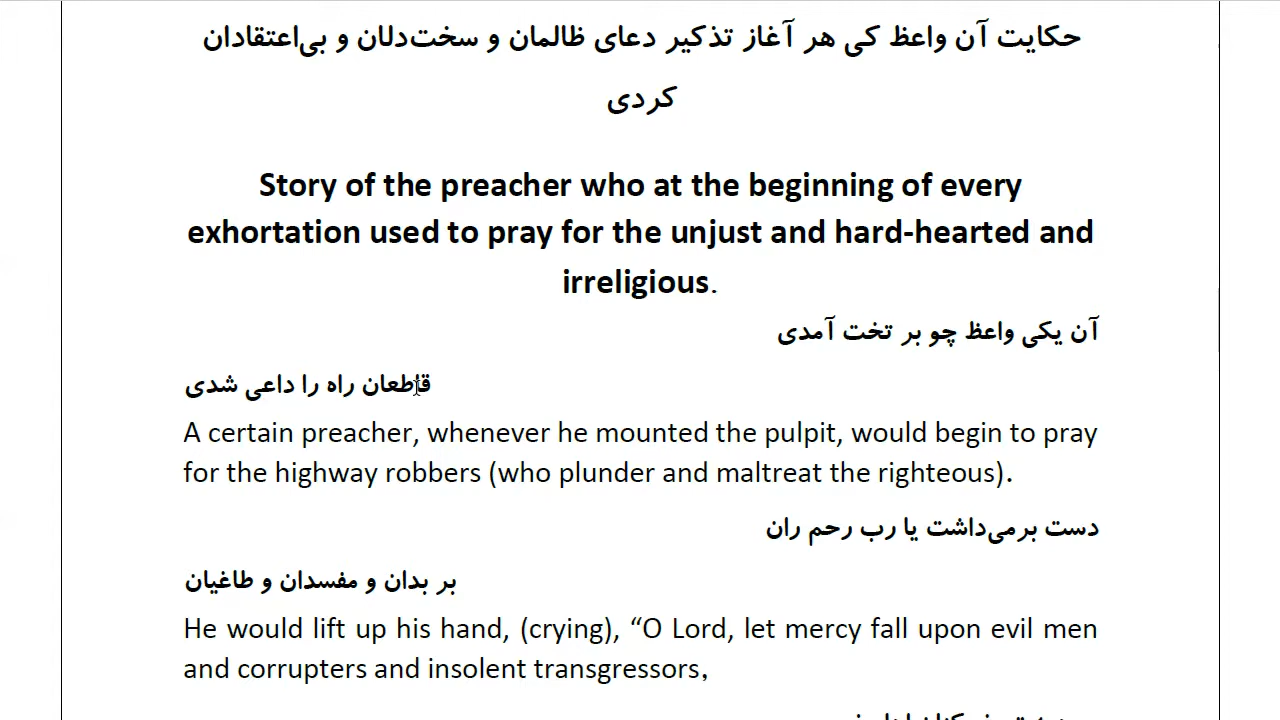 حکایت آن واعظ کی هر آغاز تذکیر دعای ظالمان و سخت‌دلان و بی‌اعتقادان
کردی
Story of the preacher who at the beginning of every
exhortation used to pray for the unjust and hard-hearted and
irreligious.
آن یکی واعظ چو بر تخت آمدی
قاطعان راه را داعی شدی
A certain preacher, whenever he mounted the pulpit, would begin to pray
for the highway robbers (who plunder and maltreat the righteous).
دست برمی‌داشت یا رب رحم ران
بر بدان و مفسدان و طاغیان
He would lift up his hand, (crying), “O Lord, let mercy fall upon evil men
and corrupters and insolent transgressors,